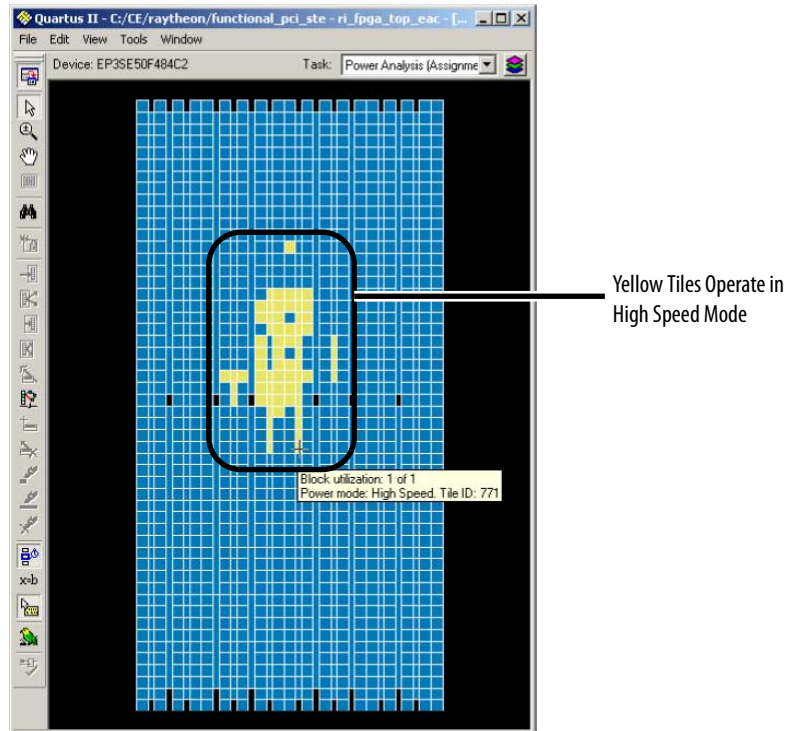 Quartus II - C:/CE/raytheon/functional_pci_ste - ri_fpga_top_eac - [...
File Edit View Tools Window
Device: EP3SE50F484C2 Task: Power Analysis (Assignme
Yellow Tiles Operate in
High Speed Mode
Block utilization: 1 of 1
Power mode: High Speed. Tile ID: 771
x=b